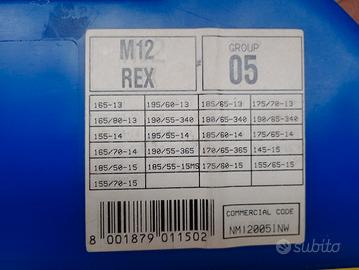 M12
REX
GROUP
05
165-13 195/60-13 185/65-13 175/70-13
165/80-13 190/55-340 180/65-340 190/65-340
155-14 195/55-14 185/60-14 175/65-14
165/70-14 190/55-365 170/65-365 145-15
185/50-15 185/55-15MS 175/60-15 155/65-15
155/70-15
COMMERCIAL CODE
NMI2005INW
8 001879 011502
subito